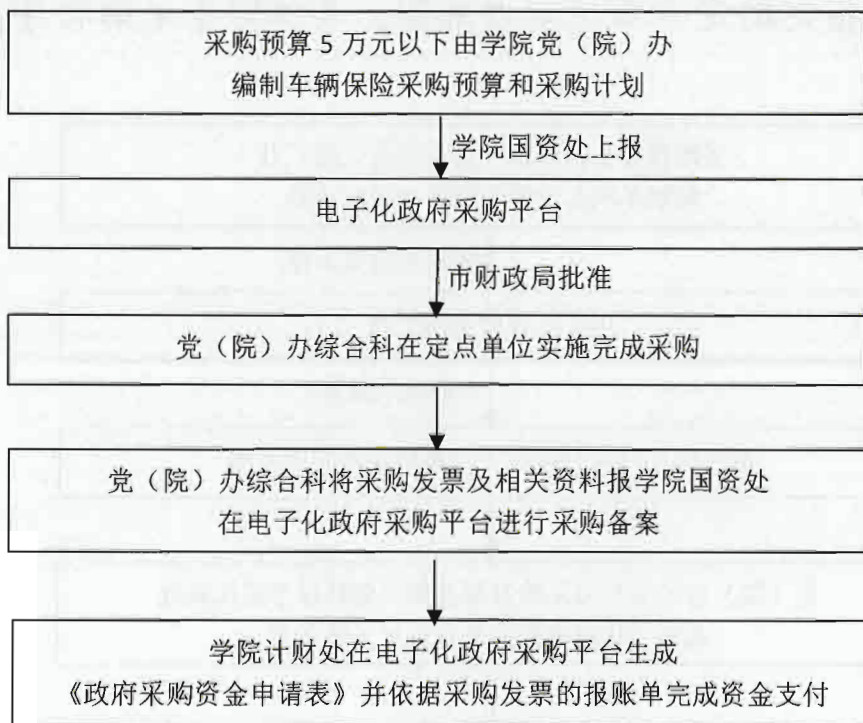 采购预算 5 万元以下由学院党（院）办
编制车辆保险采购预算和采购计划
学院国资处上报
电子化政府采购平台
市财政局批准
党（院）办综合科在定点单位实施完成采购
党（院）办综合科将采购发票及相关资料报学院国资处
在电子化政府采购平台进行采购备案
学院计财处在电子化政府采购平台生成
《政府采购资金申请表》并依据采购发票的报账单完成资金支付